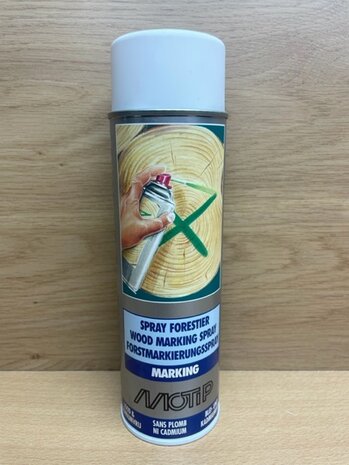 SPRAY FORESTIER
WOOD MARKING SPRAY
FORSTMARKIERUNGSSPRAY
MARKING
MOTIP
SANS PLOMB
NI CADMIUM